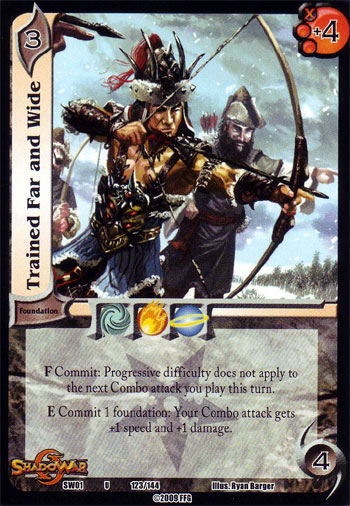 3
X
+4
Trained Far and Wide
Foundation
F Commit: Progressive difficulty does not apply to
the next Combo attack you play this turn.
E Commit 1 foundation: Your Combo attack gets
+1 speed and +1 damage.
4
SHADOWAR
SW01 U 123/144 Illus. Ryan Barger
©2009 FFG